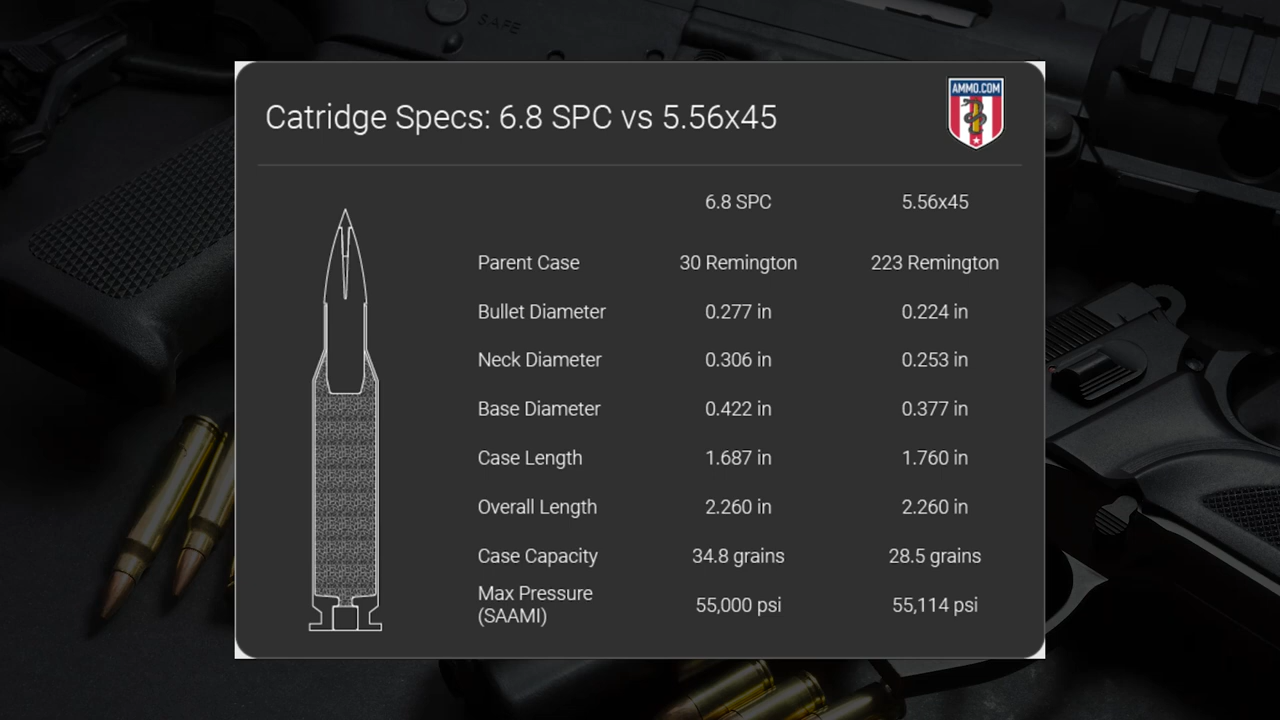 SAFE
Catridge Specs: 6.8 SPC vs 5.56x45
AMMO.COM
6.8 SPC 5.56x45
Parent Case 30 Remington 223 Remington
Bullet Diameter 0.277 in 0.224 in
Neck Diameter 0.306 in 0.253 in
Base Diameter 0.422 in 0.377 in
Case Length 1.687 in 1.760 in
Overall Length 2.260 in 2.260 in
Case Capacity 34.8 grains 28.5 grains
Max Pressure
(SAAMI) 55,000 psi 55,114 psi